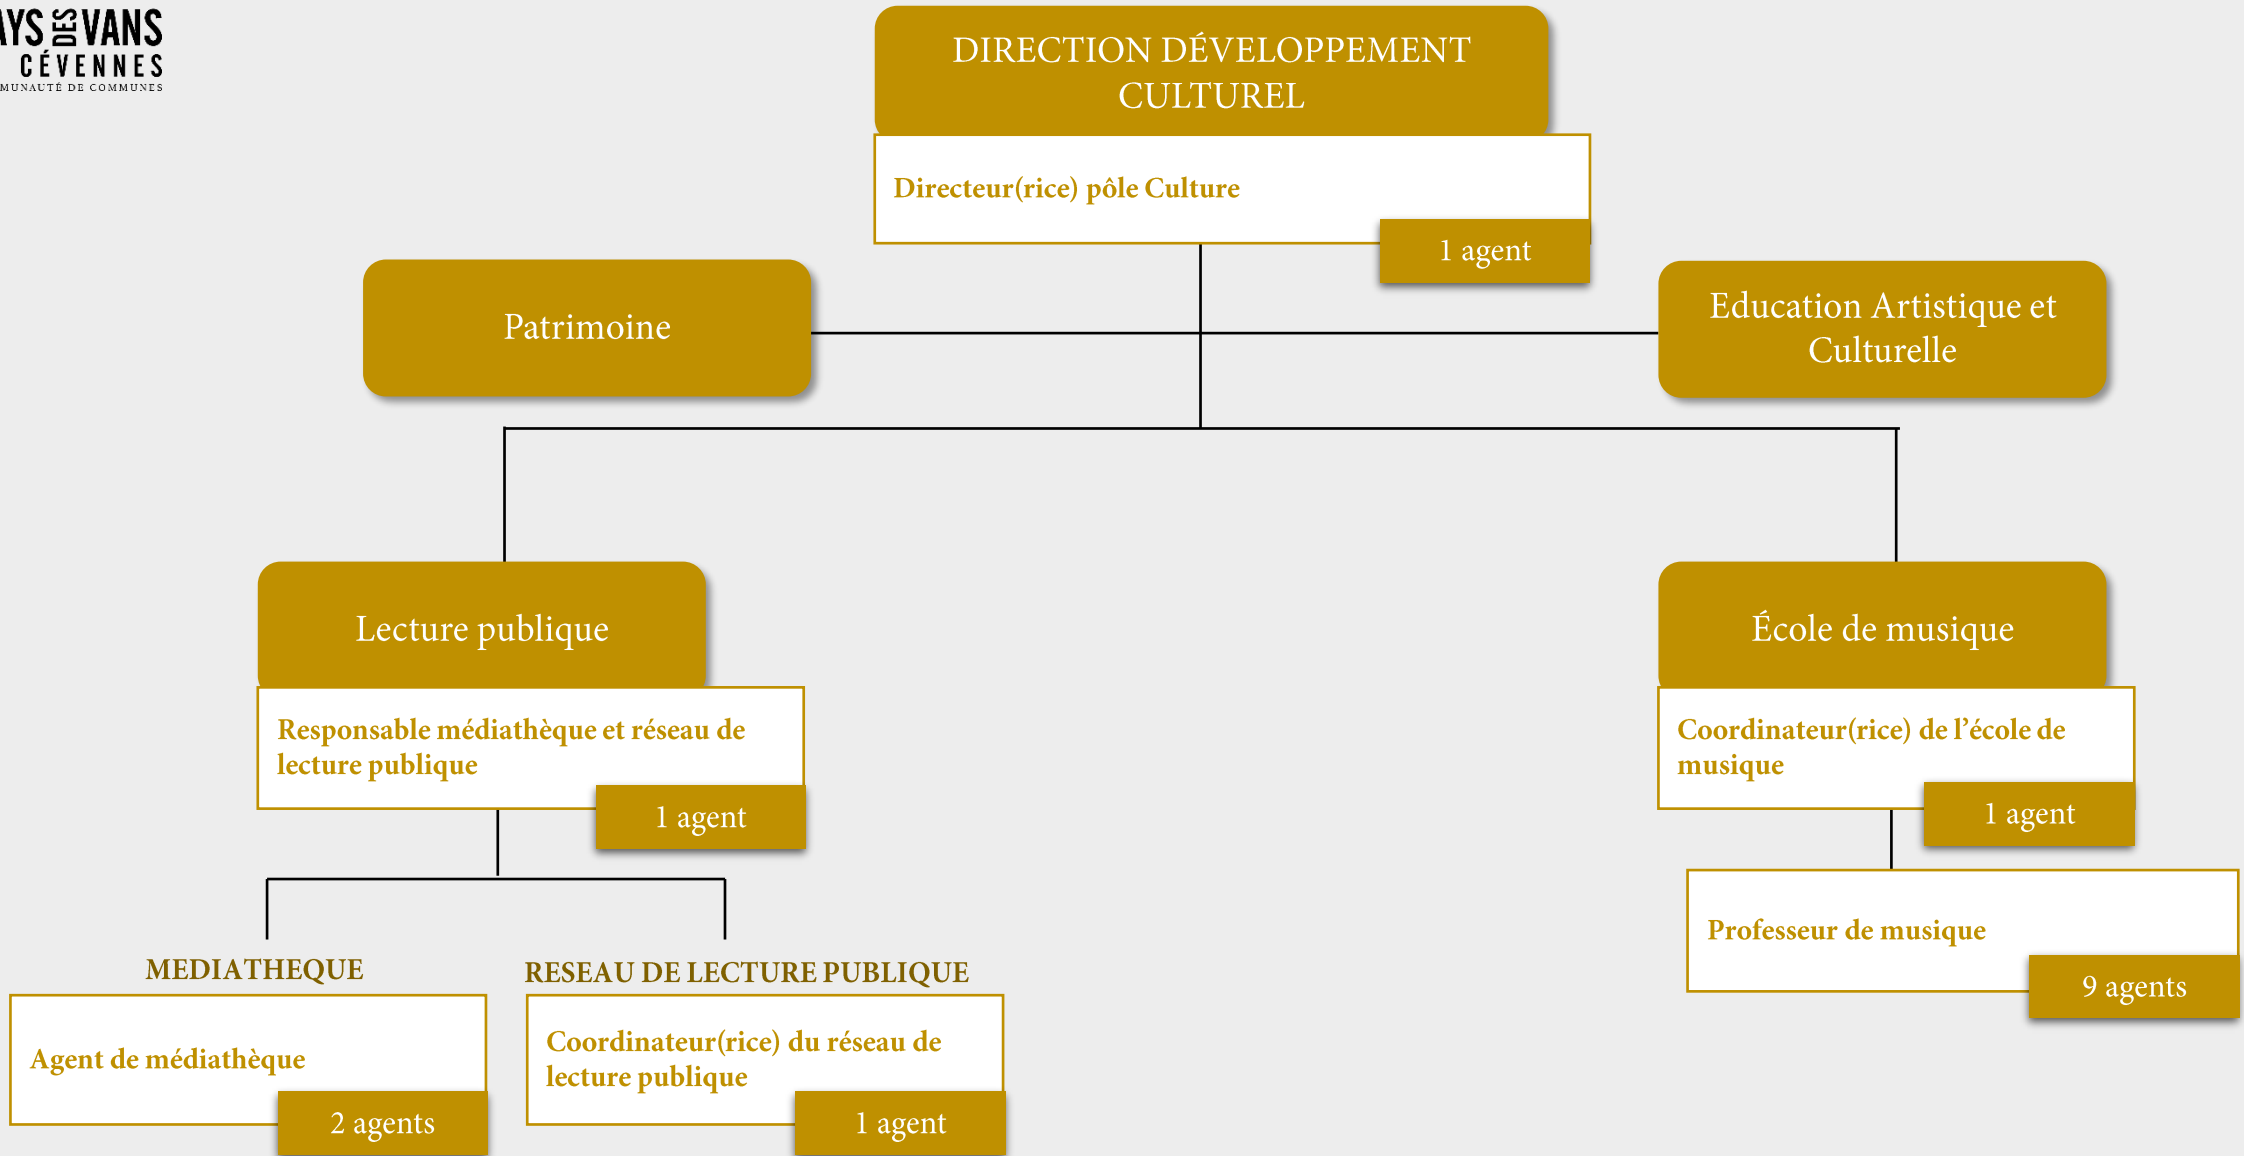 AYS DES VANS
CÉVENNES
MUNAUTÉ DE COMMUNES
DIRECTION DÉVELOPPEMENT
CULTUREL
Directeur(rice) pôle Culture
1 agent
Patrimoine
Education Artistique et
Culturelle
Lecture publique
Responsable médiathèque et réseau de
lecture publique
1 agent
École de musique
Coordinateur(rice) de l’école de
musique
1 agent
Professeur de musique
9 agents
MEDIATHEQUE
Agent de médiathèque
2 agents
RESEAU DE LECTURE PUBLIQUE
Coordinateur(rice) du réseau de
lecture publique
1 agent